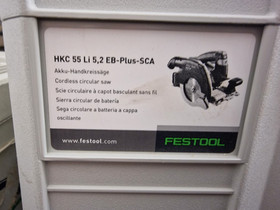 HKC 55 Li 5,2 EB-Plus-SCA
Akku-Handkreissäge
Cordless circular saw
Scie circulaire à capot basculant sans fil
Sierra circular de batería
Sega circolare a batteria a cappa
oscillante
www.festool.com
FESTOOL